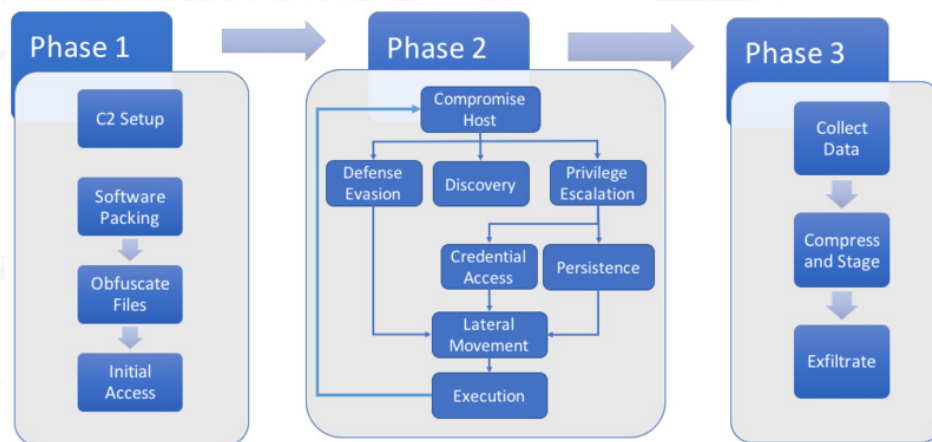 Phase 1
C2 Setup
Software
Packing
Obfuscate
Files
Initial
Access
Phase 2
Compromise
Host
Defense
Evasion
Discovery
Privilege
Escalation
Credential
Access
Persistence
Lateral
Movement
Execution
Phase 3
Collect
Data
Compress
and Stage
Exfiltrate